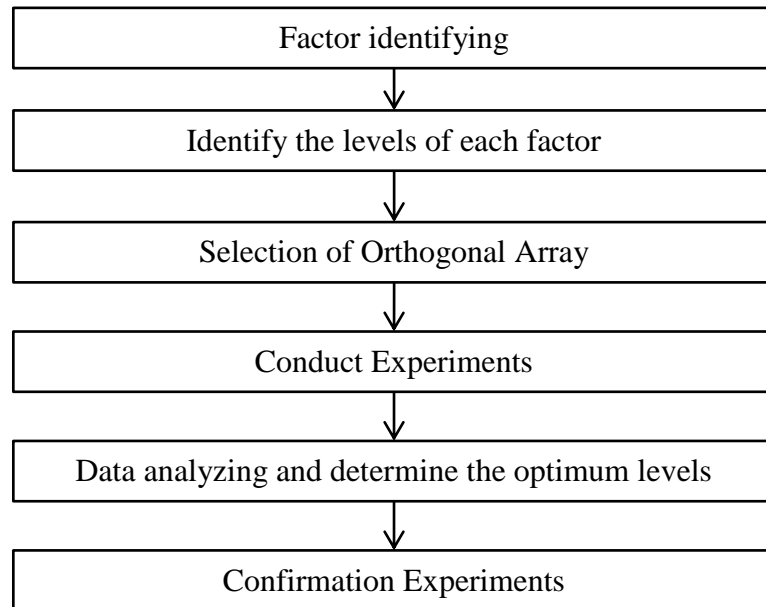 Factor identifying
Identify the levels of each factor
Selection of Orthogonal Array
Conduct Experiments
Data analyzing and determine the optimum levels
Confirmation Experiments